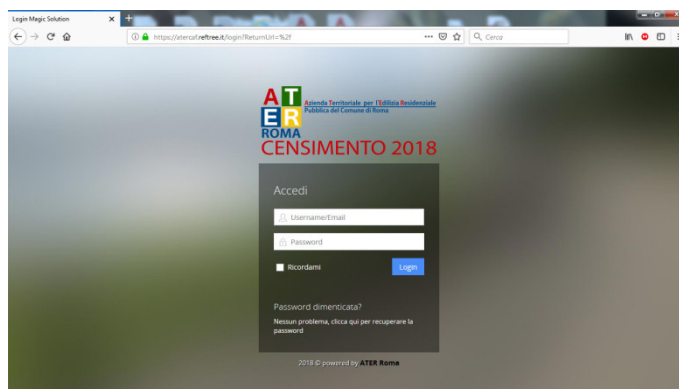 Login Magic Solution
https://atercaf.reftree.it/login?ReturnUrl=%2f
Cerca
ATER
ROMA
Azienda Territoriale per l'Edilizia Residenziale
Pubblica del Comune di Roma
CENSIMENTO 2018
Accedi
Username/Email
Password
Ricordami
Login
Password dimenticata?
Nessun problema, clicca qui per recuperare la
password
2018 © powered by ATER Roma